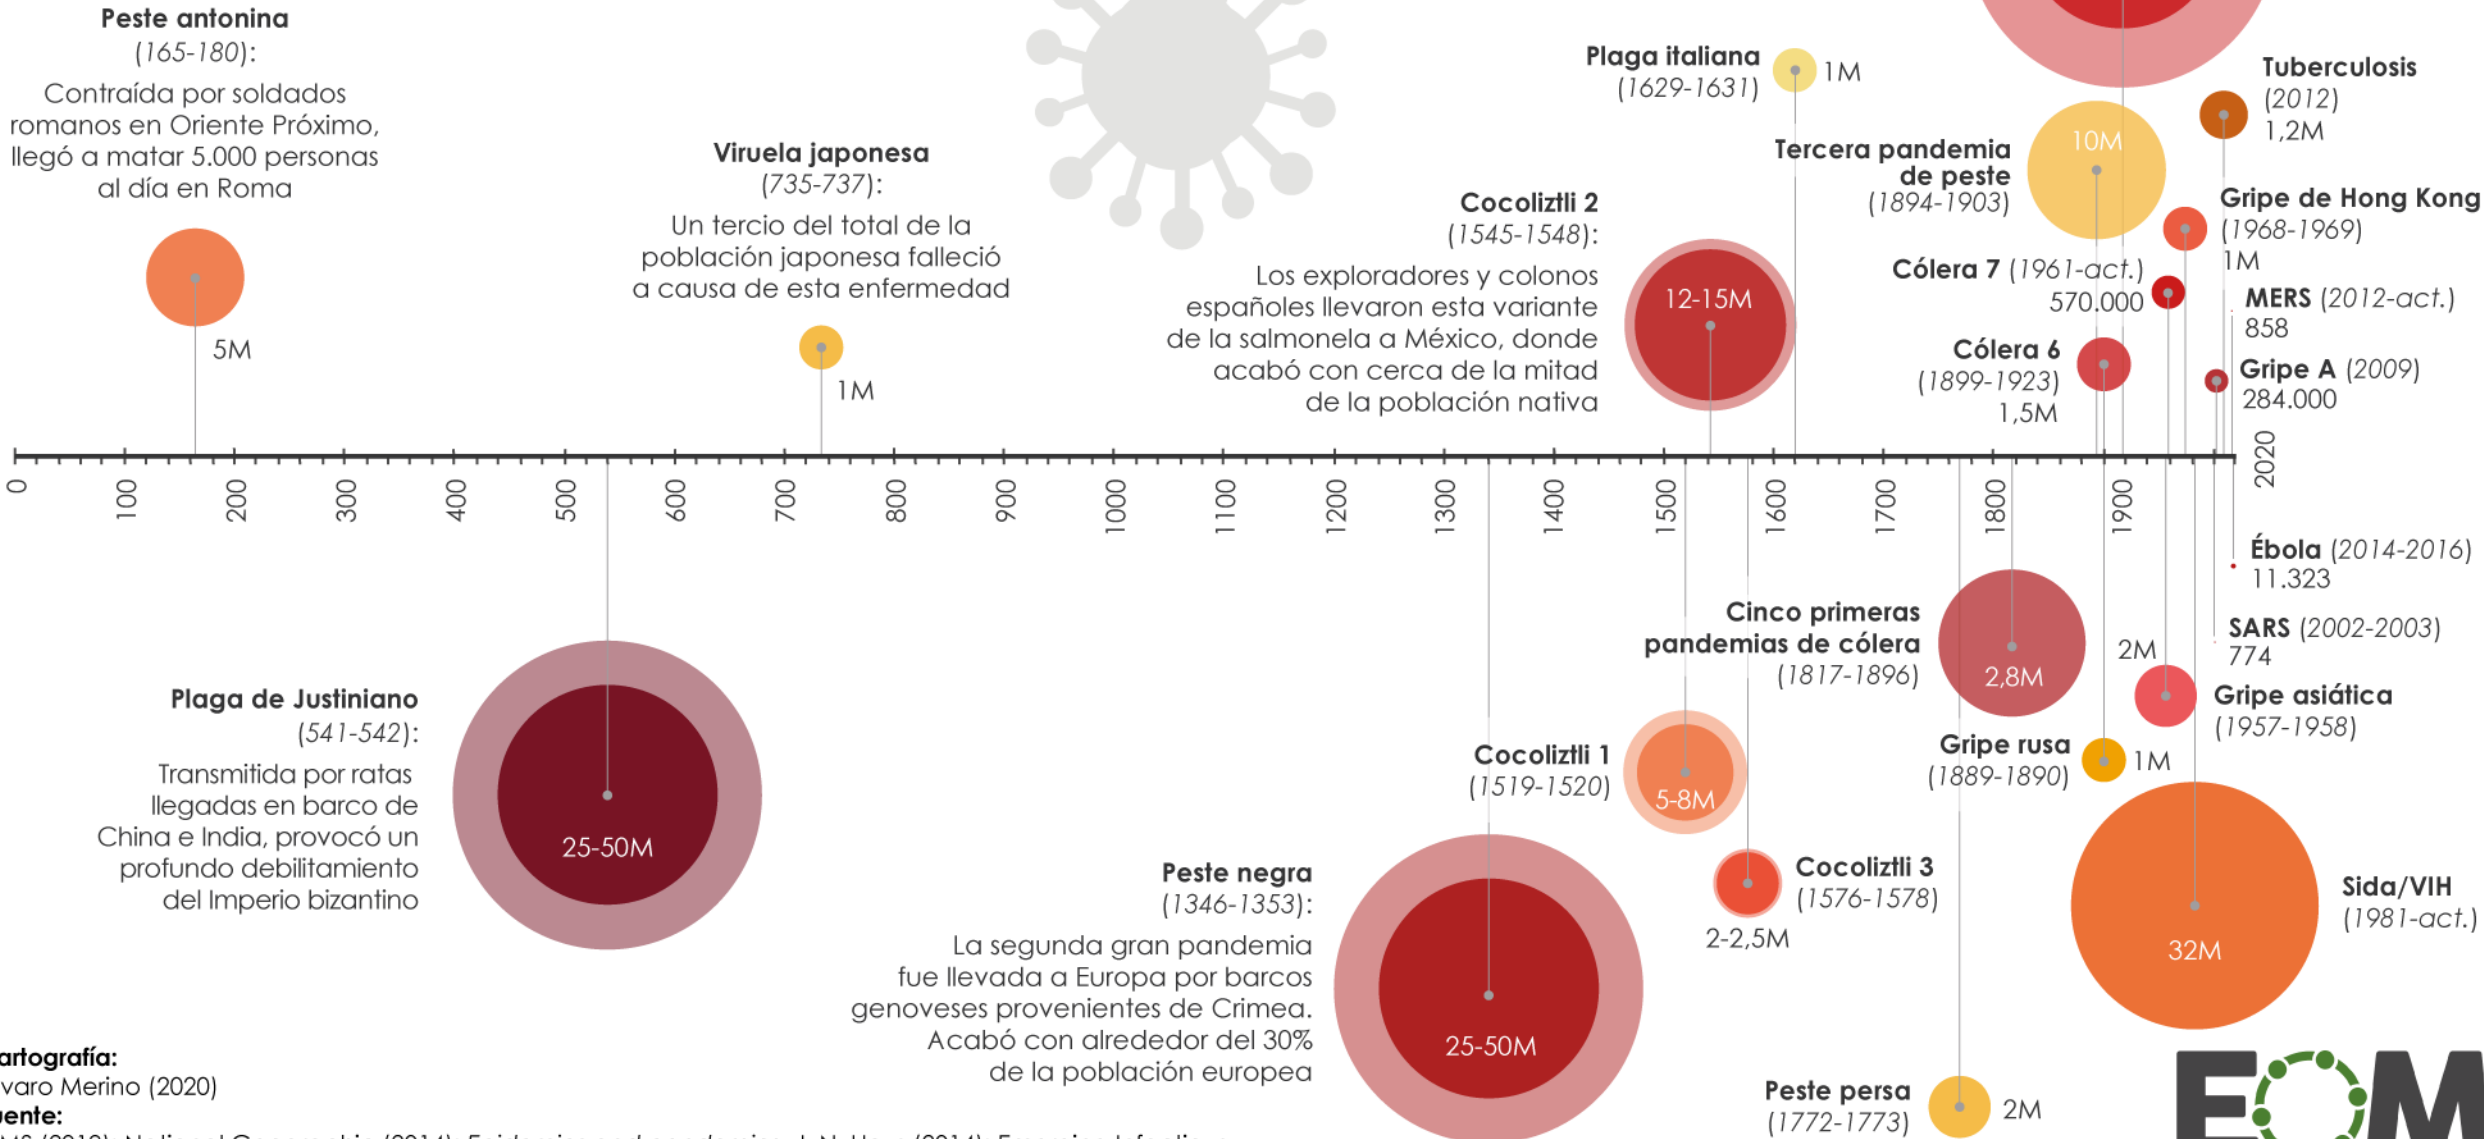 Peste antonina
(165-180):
Contraída por soldados
romanos en Oriente Próximo,
llegó a matar 5.000 personas
al día en Roma
5M
Viruela japonesa
(735-737):
Un tercio del total de la
población japonesa falleció
a causa de esta enfermedad
1M
Cocoliztli 2
(1545-1548):
Los exploradores y colonos
españoles llevaron esta variante
de la salmonela a México, donde
acabó con cerca de la mitad
de la población nativa
12-15M
Plaga italiana
(1629-1631)
1M
Tercera pandemia
de peste
(1894-1903)
10M
Tuberculosis
(2012)
1,2M
Gripe de Hong Kong
(1968-1969)
1M
Cólera 7 (1961-act.)
570.000
MERS (2012-act.)
858
Cólera 6
(1899-1923)
1,5M
Gripe A (2009)
284.000
0
100
200
300
400
500
600
700
800
900
1000
1100
1200
1300
1400
1500
1600
1700
1800
1900
2020
Plaga de Justiniano
(541-542):
Transmitida por ratas
llegadas en barco de
China e India, provocó un
profundo debilitamiento
del Imperio bizantino
25-50M
Peste negra
(1346-1353):
La segunda gran pandemia
fue llevada a Europa por barcos
genoveses provenientes de Crimea.
Acabó con alrededor del 30%
de la población europea
25-50M
Cocoliztli 1
(1519-1520)
5-8M
Cocoliztli 3
(1576-1578)
2-2,5M
Cinco primeras
pandemias de cólera
(1817-1896)
2,8M
Ébola (2014-2016)
11.323
SARS (2002-2003)
774
2M
Gripe asiática
(1957-1958)
Gripe rusa
(1889-1890)
1M
Sida/VIH
(1981-act.)
32M
Peste persa
(1772-1773)
2M
artografía:
varo Merino (2020)
uente:
EOM